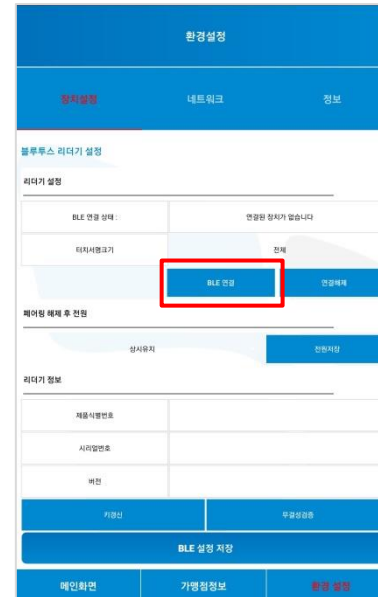 환경설정
장치설정 네트워크 정보
블루투스 리더기 설정
리더기 설정
BLE 연결 상태 : 연결된 장치가 없습니다
터치서명크기 전체
BLE 연결 연결해제
페어링 해제 후 전원
상시유지 전원저장
리더기 정보
제품식별번호
시리얼번호
버전
키갱신 무결성검증
BLE 설정 저장
메인화면 가맹점정보 환경 설정